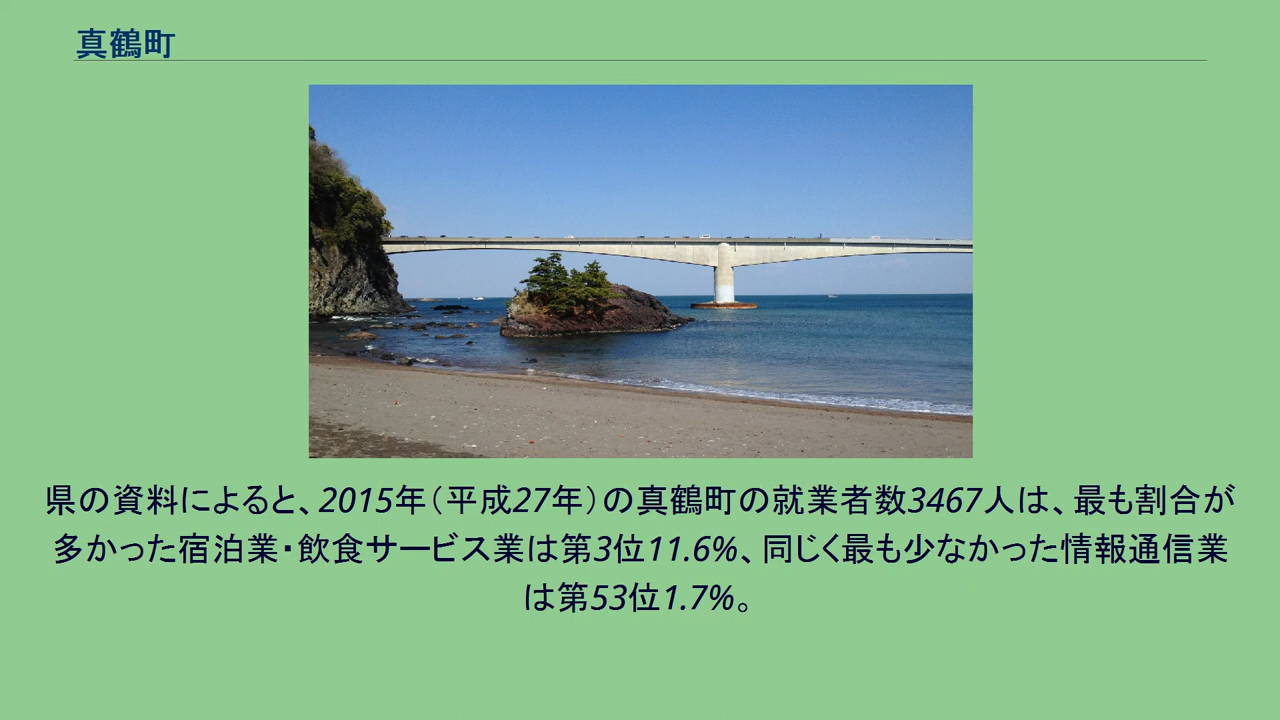 真鶴町
県の資料によると、2015年（平成27年）の真鶴町の就業者数3467人は、最も割合が
多かった宿泊業・飲食サービス業は第3位11.6%、同じく最も少なかった情報通信業
は第53位1.7%。